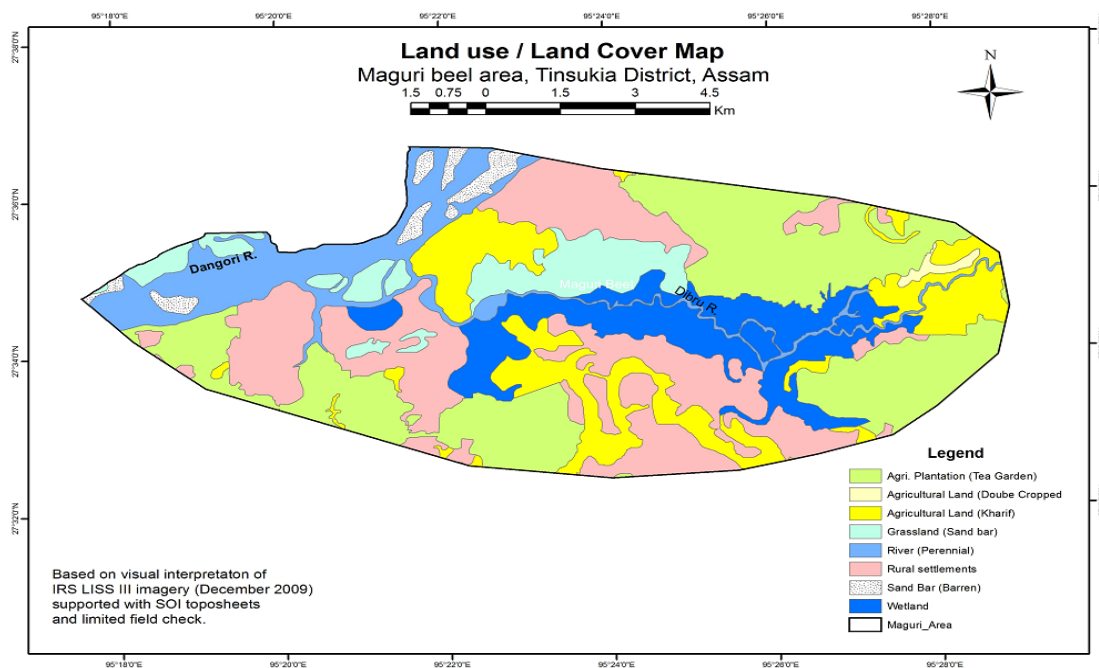 95°18'0"E 95°20'0"E 95°22'0"E 95°24'0"E 95°26'0"E 95°28'0"E
27°38'0"N
Land use / Land Cover Map
Maguri beel area, Tinsukia District, Assam
1.5 0.75 0 1.5 3 4.5
Km
N
27°36'0"N
Dangori R.
Maguri Beel
Dibru R.
27°34'0"N
27°32'0"N
Legend
Agri. Plantation (Tea Garden)
Agricultural Land (Doube Cropped
Agricultural Land (Kharif)
Grassland (Sand bar)
River (Perennial)
Rural settlements
Sand Bar (Barren)
Wetland
Maguri_Area
Based on visual interpretaton of
IRS LISS III imagery (December 2009)
supported with SOI toposheets
and limited field check.
95°18'0"E 95°20'0"E 95°22'0"E 95°24'0"E 95°26'0"E 95°28'0"E